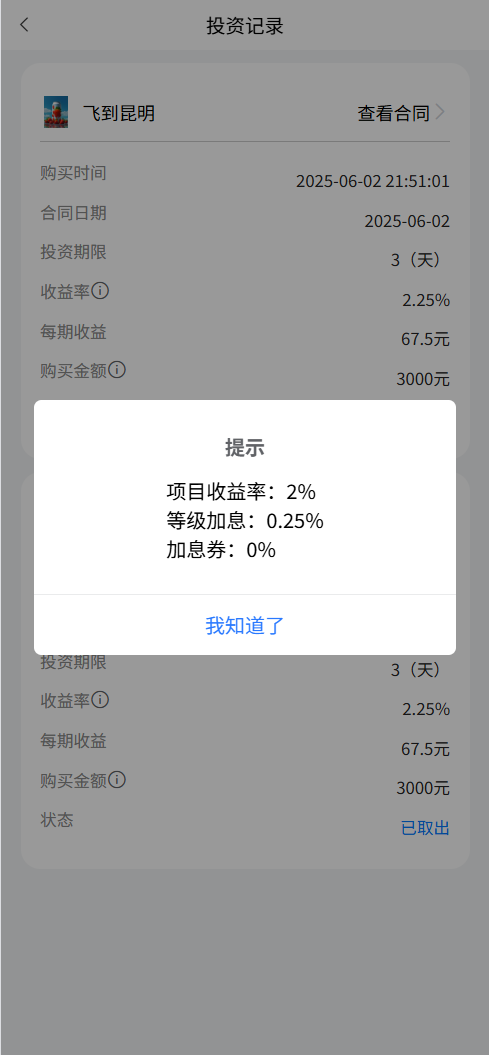 投资记录
飞到昆明
查看合同
购买时间
2025-06-02 21:51:01
合同日期
2025-06-02
投资期限
3（天）
收益率
2.25%
每期收益
67.5元
购买金额
3000元
提示
项目收益率：2%
等级加息：0.25%
加息券：0%
我知道了
投资期限
3（天）
收益率
2.25%
每期收益
67.5元
购买金额
3000元
状态
已取出